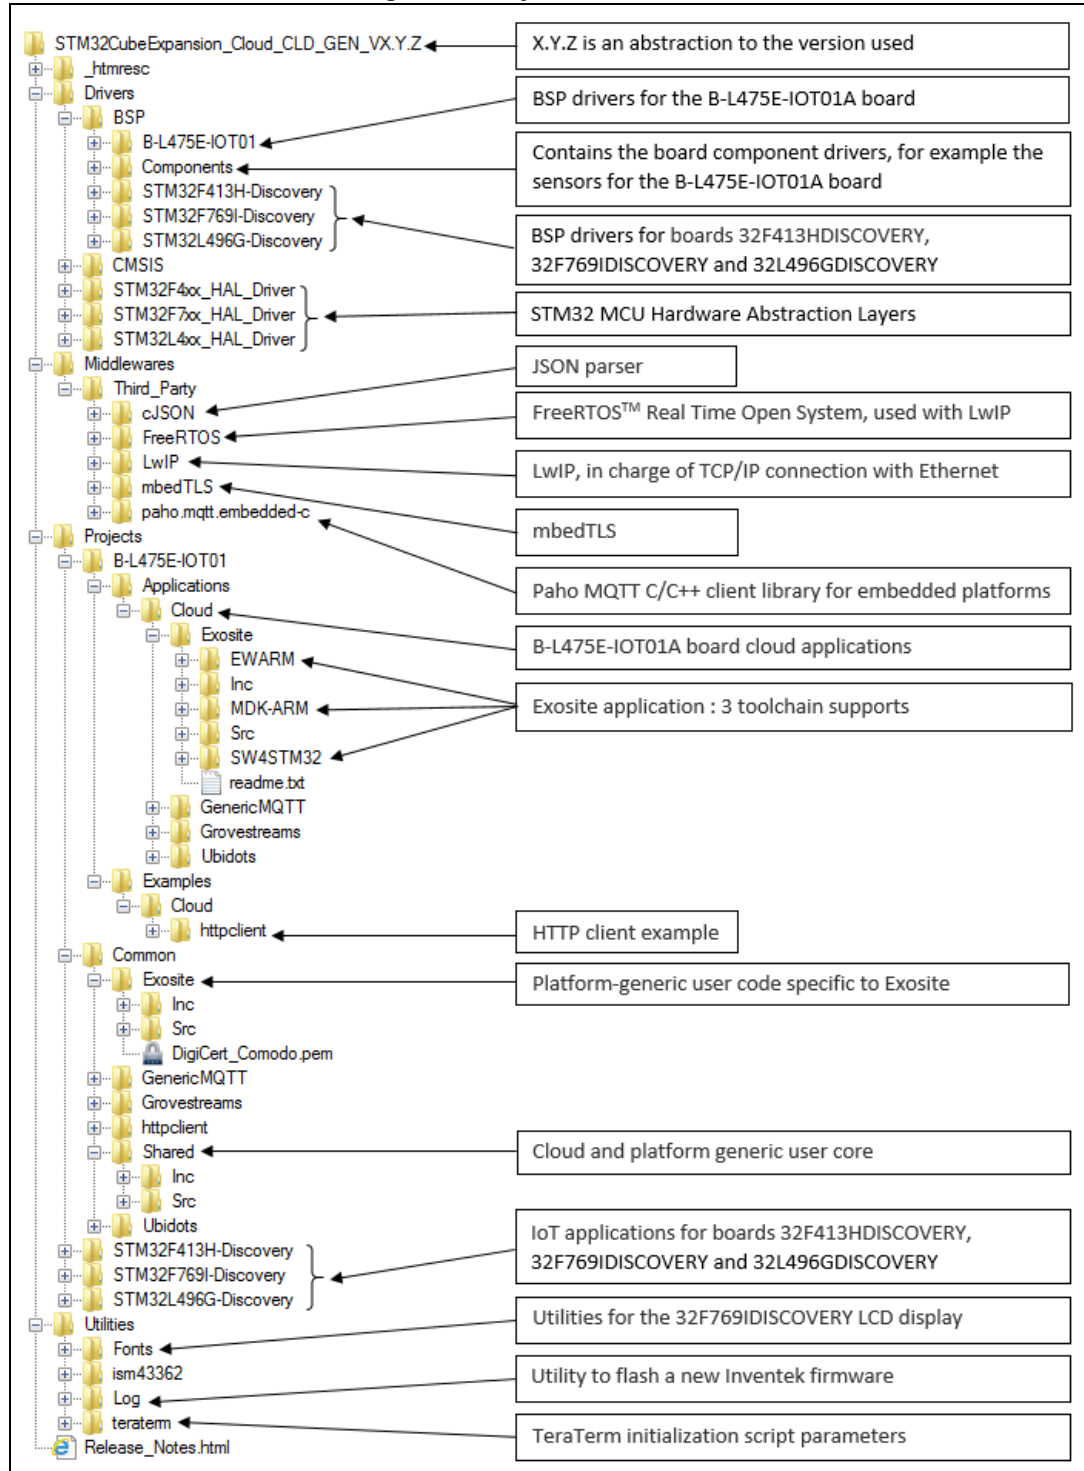 STM32CubeExpansion_Cloud_CLD_GEN_VX.Y.Z
X.Y.Z is an abstraction to the version used
_htmresc
Drivers
BSP drivers for the B-L475E-IOT01A board
BSP
B-L475E-IOT01
Contains the board component drivers, for example the
sensors for the B-L475E-IOT01A board
Components
STM32F413H-Discovery
STM32F769I-Discovery
STM32L496G-Discovery
BSP drivers for boards 32F413HDISCOVERY,
32F769IDISCOVERY and 32L496GDISCOVERY
CMSIS
STM32F4xx_HAL_Driver
STM32F7xx_HAL_Driver
STM32 MCU Hardware Abstraction Layers
STM32L4xx_HAL_Driver
Middlewares
JSON parser
Third_Party
cJSON
FreeRTOS™ Real Time Open System, used with LwIP
FreeRTOS
LwIP
LwIP, in charge of TCP/IP connection with Ethernet
mbedTLS
paho.mqtt.embedded-c
mbedTLS
Projects
B-L475E-IOT01
Applications
Paho MQTT C/C++ client library for embedded platforms
Cloud
Exosite
B-L475E-IOT01A board cloud applications
EWARM
Inc
MDK-ARM
Exosite application : 3 toolchain supports
Src
SW4STM32
readme.txt
GenericMQTT
Grovestreams
Ubidots
Examples
Cloud
httpclient
HTTP client example
Common
Exosite
Platform-generic user code specific to Exosite
Inc
Src
DigiCert_Comodo.pem
GenericMQTT
Grovestreams
httpclient
Shared
Cloud and platform generic user core
Inc
Src
Ubidots
IoT applications for boards 32F413HDISCOVERY,
32F769IDISCOVERY and 32L496GDISCOVERY
STM32F413H-Discovery
STM32F769I-Discovery
STM32L496G-Discovery
Utilities
Utilities for the 32F769IDISCOVERY LCD display
Fonts
ism43362
Utility to flash a new Inventek firmware
Log
teraterm
TeraTerm initialization script parameters
Release_Notes.html